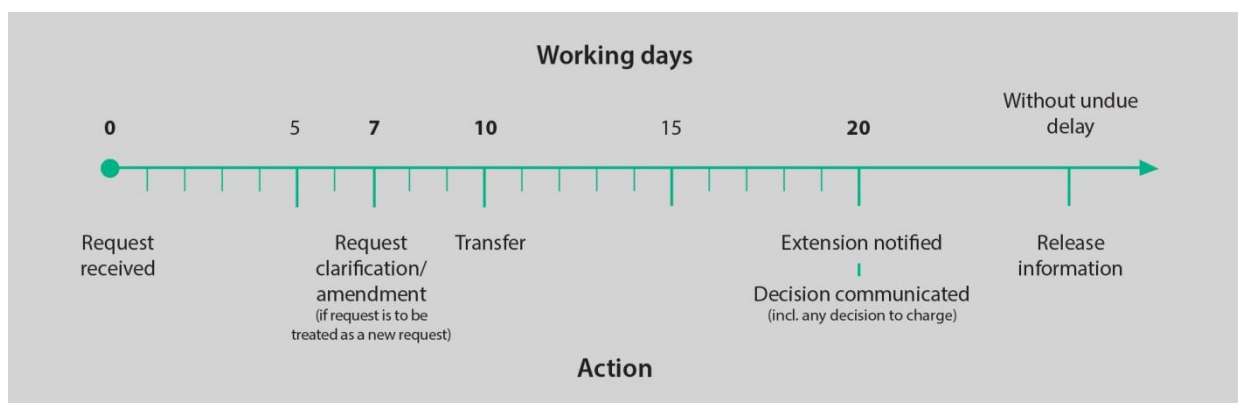 Working days
Without undue
delay
0 5 7 10 15 20
Request
received
Request
clarification/
amendment
(if request is to be
treated as a new request)
Transfer
Extension notified
Decision communicated
(incl. any decision to charge)
Release
information
Action